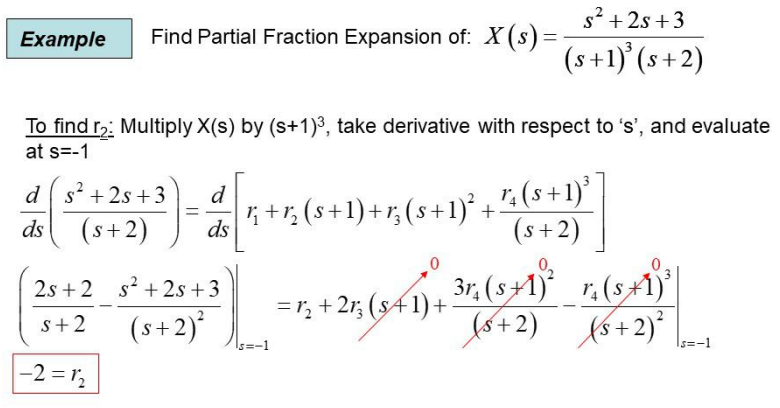 Example Find Partial Fraction Expansion of: X(s) = \frac{s^2 + 2s + 3}{(s+1)^3 (s+2)}
To find r_2: Multiply X(s) by (s+1)^3, take derivative with respect to ‘s’, and evaluate
at s=-1
\frac{d}{ds} \left( \frac{s^2 + 2s + 3}{(s+2)} \right) = \frac{d}{ds} \left[ r_1 + r_2 (s+1) + r_3 (s+1)^2 + \frac{r_4 (s+1)^3}{(s+2)} \right]
0 0 0
\left. \left( \frac{2s+2}{s+2} - \frac{s^2 + 2s + 3}{(s+2)^2} \right) \right|_{s=-1} = \left. r_2 + 2r_3 (s+1) + \frac{3r_4 (s+1)^2}{(s+2)} - \frac{r_4 (s+1)^3}{(s+2)^2} \right|_{s=-1}
-2 = r_2